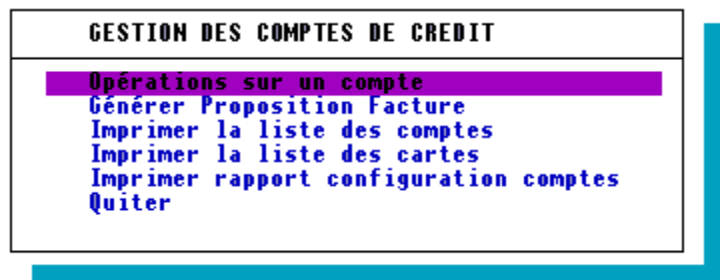 GESTION DES COMPTES DE CREDIT
Opérations sur un compte
Générer Proposition Facture
Imprimer la liste des comptes
Imprimer la liste des cartes
Imprimer rapport configuration comptes
Quiter